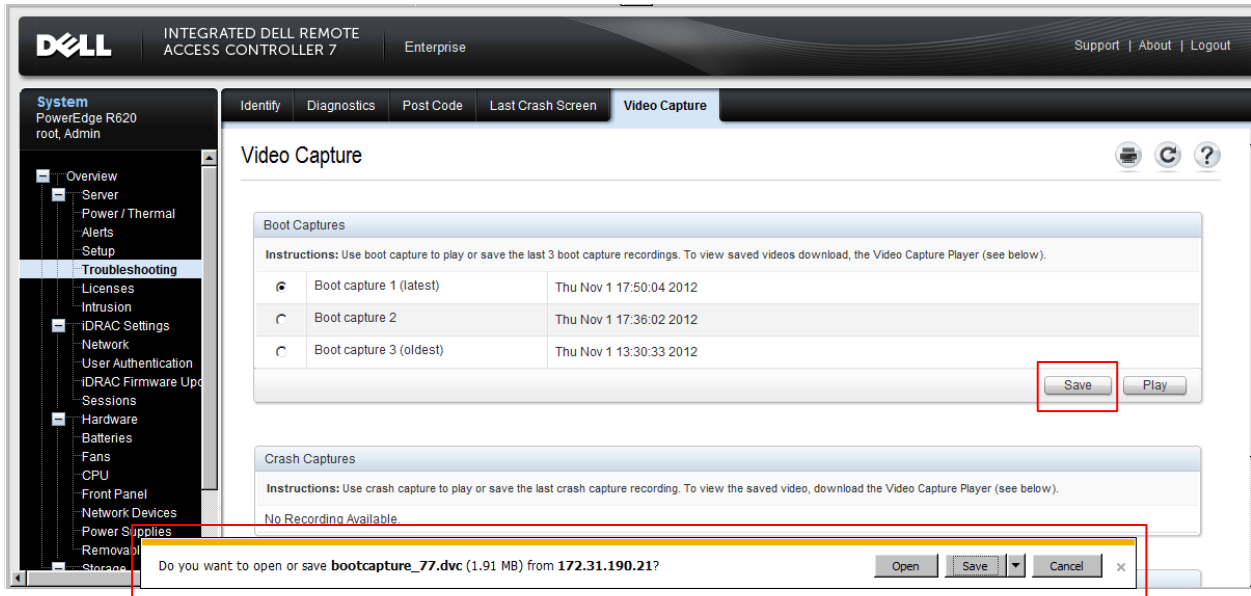 DELL
INTEGRATED DELL REMOTE
ACCESS CONTROLLER 7
Enterprise
Support | About | Logout
System
PowerEdge R620
root, Admin
Identify
Diagnostics
Post Code
Last Crash Screen
Video Capture
Overview
Server
Power / Thermal
Alerts
Setup
Troubleshooting
Licenses
Intrusion
iDRAC Settings
Network
User Authentication
iDRAC Firmware Upd
Sessions
Hardware
Batteries
Fans
CPU
Front Panel
Network Devices
Power Supplies
Removabl
Storage
Video Capture
Boot Captures
Instructions: Use boot capture to play or save the last 3 boot capture recordings. To view saved videos download, the Video Capture Player (see below).
Boot capture 1 (latest) Thu Nov 1 17:50:04 2012
Boot capture 2 Thu Nov 1 17:36:02 2012
Boot capture 3 (oldest) Thu Nov 1 13:30:33 2012
Save Play
Crash Captures
Instructions: Use crash capture to play or save the last crash capture recording. To view the saved video, download the Video Capture Player (see below).
No Recording Available.
Do you want to open or save bootcapture_77.dvc (1.91 MB) from 172.31.190.21?
Open Save Cancel ×